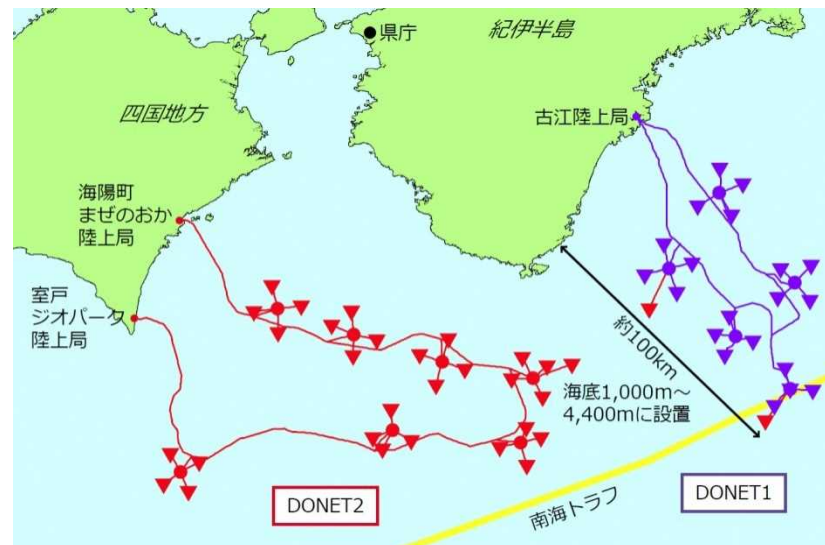 県庁
紀伊半島
四国地方
古江陸上局
海陽町
まぜのおか
陸上局
室戸
ジオパーク
陸上局
約100km
海底1,000m～
4,400mに設置
DONET2
南海トラフ
DONET1